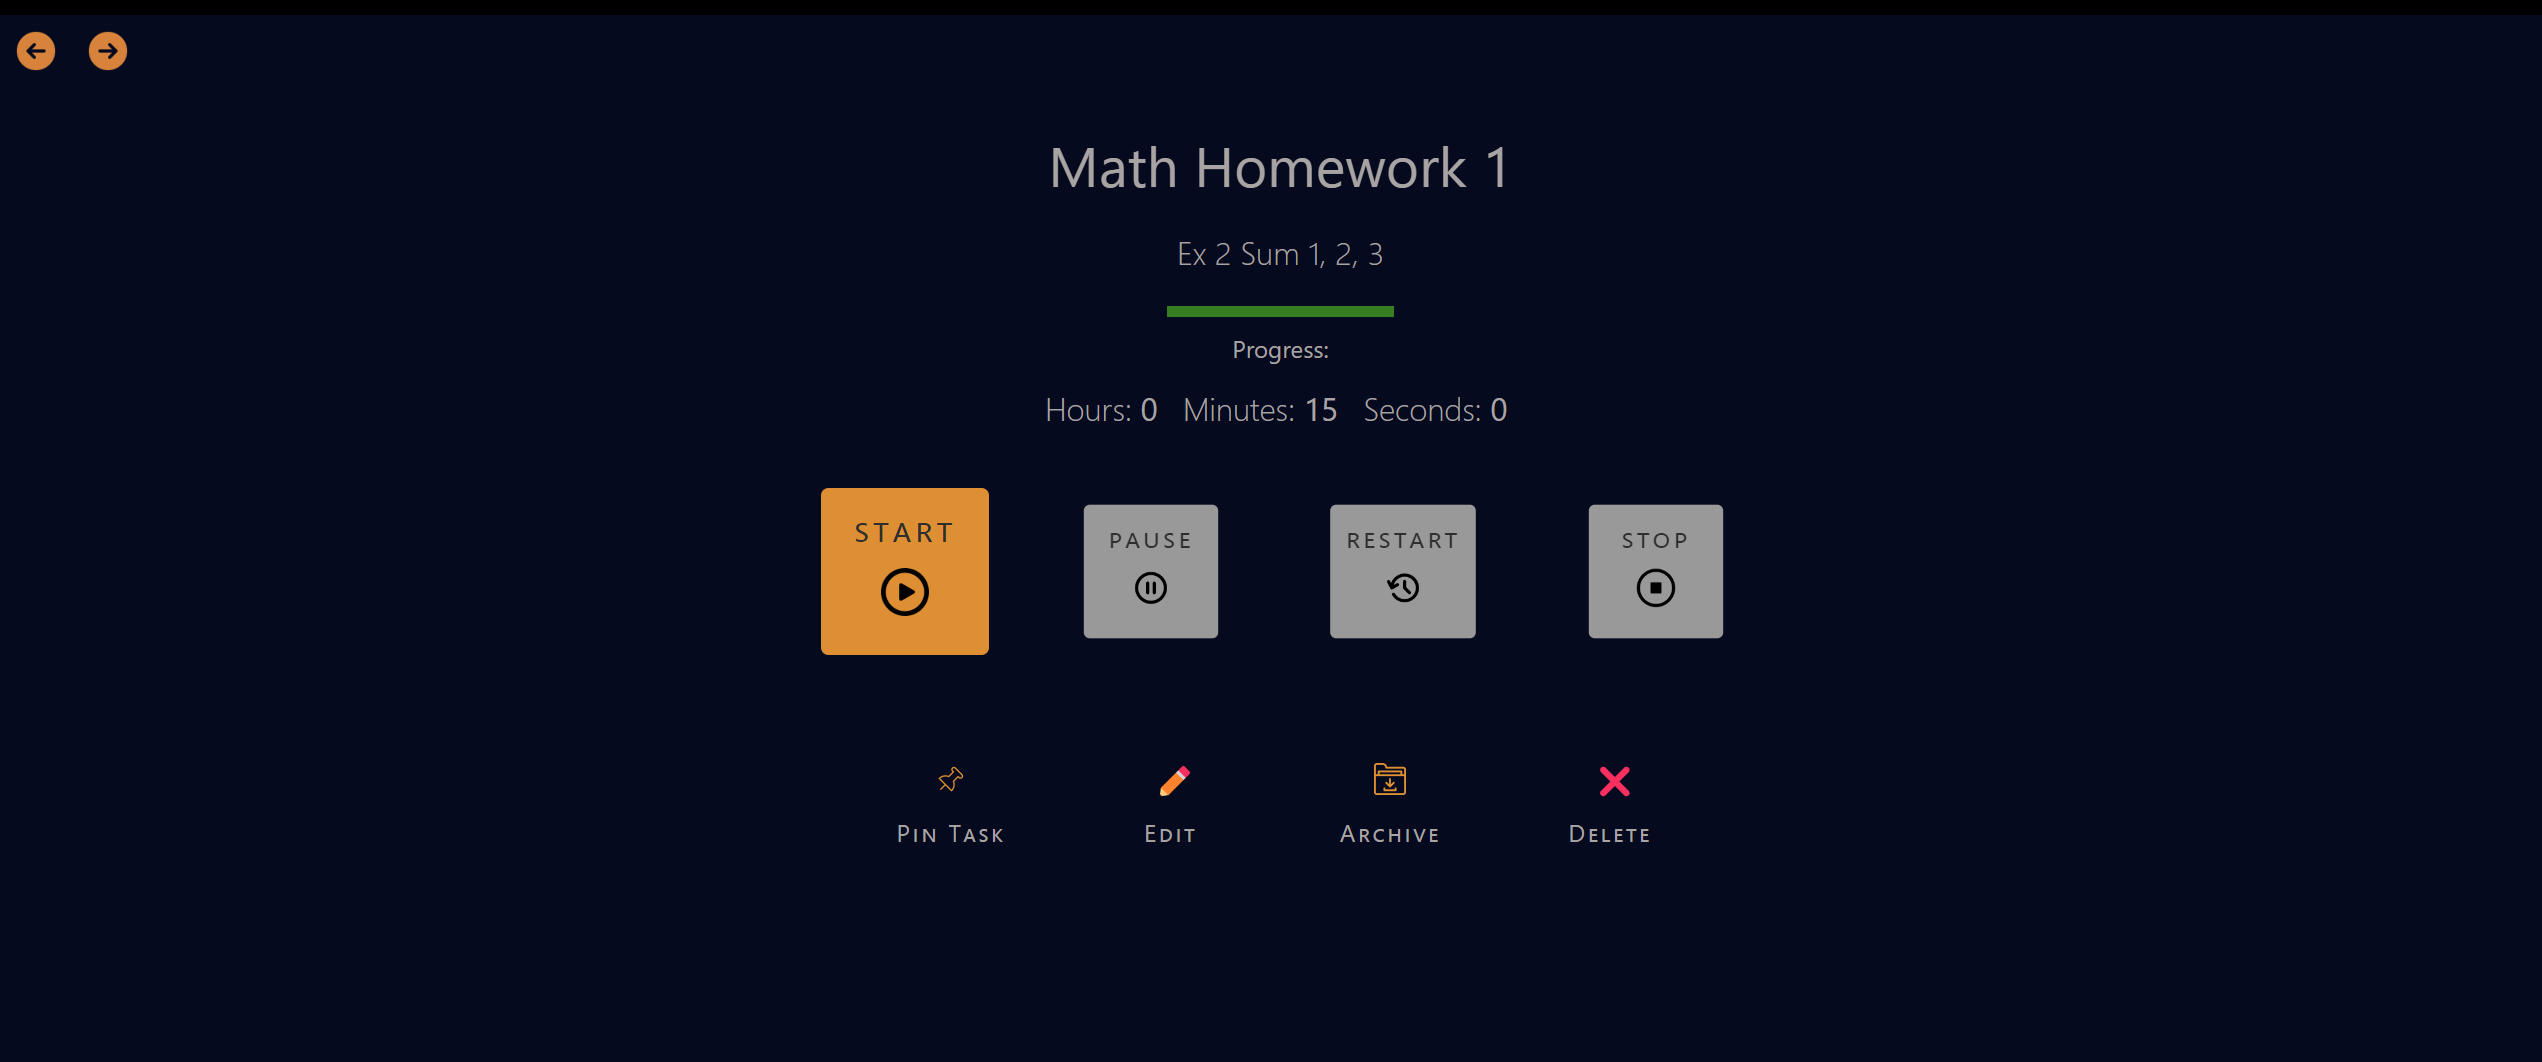 Math Homework 1
Ex 2 Sum 1, 2, 3
Progress:
Hours: 0 Minutes: 15 Seconds: 0
START PAUSE RESTART STOP
Pin Task Edit Archive Delete